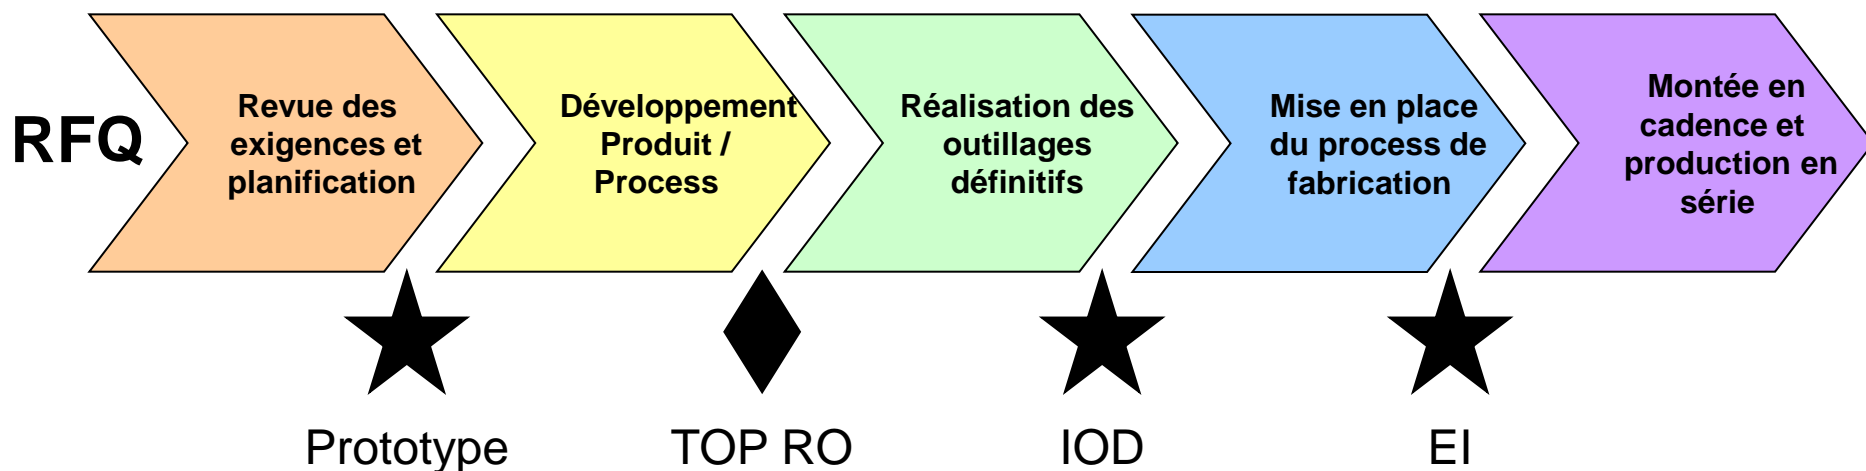 RFQ
Revue des
exigences et
planification
Développement
Produit /
Process
Réalisation des
outillages
définitifs
Mise en place
du process de
fabrication
Montée en
cadence et
production en
série
Prototype
TOP RO
IOD
EI